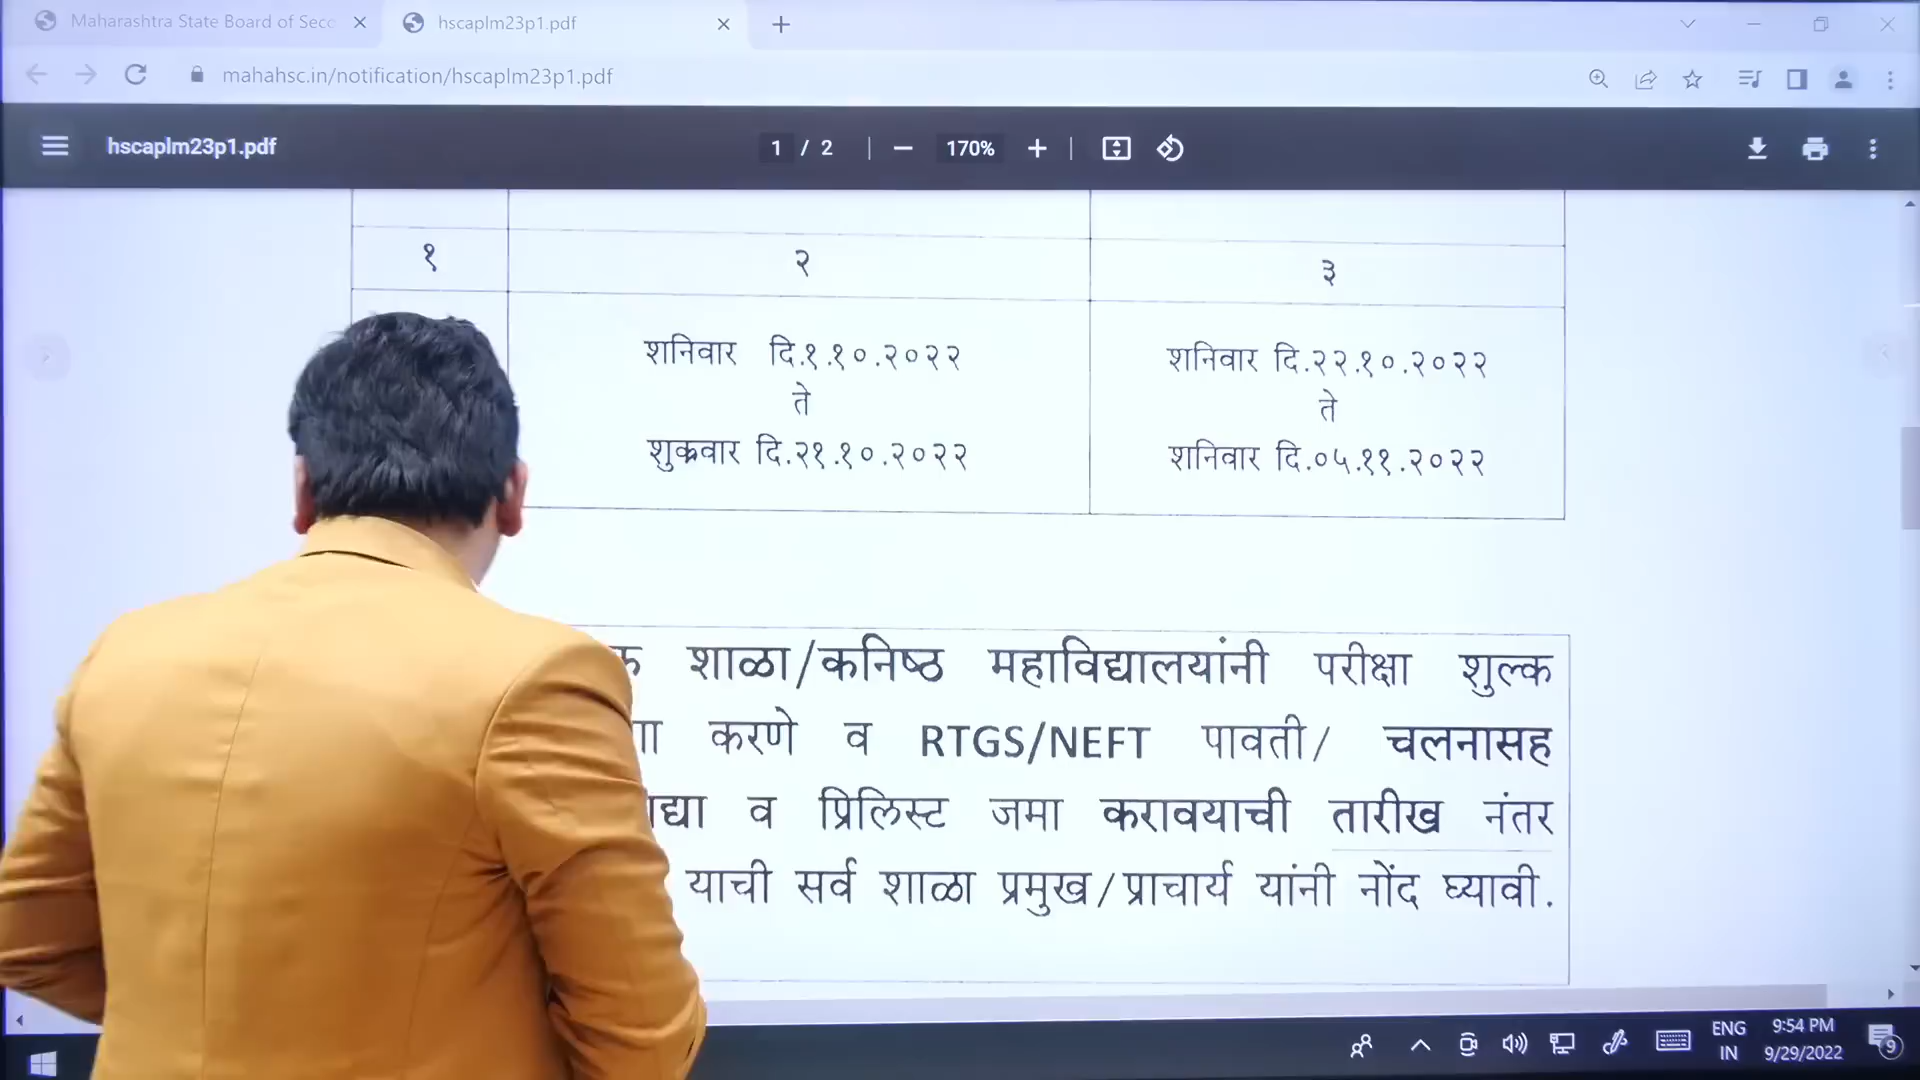 Maharashtra State Board of Seco
hscaplm23p1.pdf
mahahsc.in/notification/hscaplm23p1.pdf
hscaplm23p1.pdf
1 / 2
170%
१ २ ३
शनिवार दि.१.१०.२०२२
ते
शुक्रवार दि.२१.१०.२०२२
शनिवार दि.२२.१०.२०२२
ते
शनिवार दि.०५.११.२०२२
शाळा/कनिष्ठ महाविद्यालयांनी परीक्षा शुल्क
करणे व RTGS/NEFT पावती/ चलनासह
व प्रिलिस्ट जमा करावयाची तारीख नंतर
याची सर्व शाळा प्रमुख/प्राचार्य यांनी नोंद घ्यावी.
ENG
IN
9:54 PM
9/29/2022
9